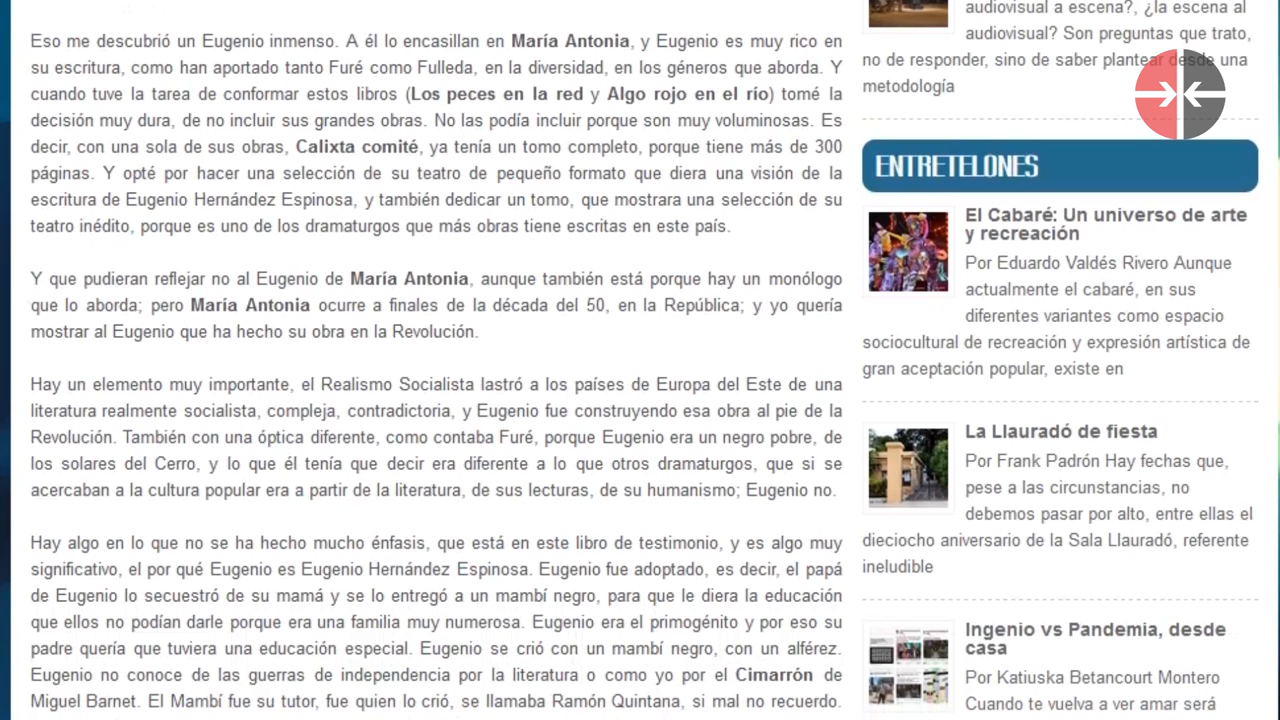 Eso me descubrió un Eugenio inmenso. A él lo encasillan en María Antonia, y Eugenio es muy rico en
su escritura, como han aportado tanto Furé como Fulleda, en la diversidad, en los géneros que aborda. Y
cuando tuve la tarea de conformar estos libros (Los peces en la red y Algo rojo en el río) tomé la
decisión muy dura, de no incluir sus grandes obras. No las podía incluir porque son muy voluminosas. Es
decir, con una sola de sus obras, Calixta comité, ya tenía un tomo completo, porque tiene más de 300
páginas. Y opté por hacer una selección de su teatro de pequeño formato que diera una visión de la
escritura de Eugenio Hernández Espinosa, y también dedicar un tomo, que mostrara una selección de su
teatro inédito, porque es uno de los dramaturgos que más obras tiene escritas en este país.
Y que pudieran reflejar no al Eugenio de María Antonia, aunque también está porque hay un monólogo
que lo aborda; pero María Antonia ocurre a finales de la década del 50, en la República; y yo quería
mostrar al Eugenio que ha hecho su obra en la Revolución.
Hay un elemento muy importante, el Realismo Socialista lastró a los países de Europa del Este de una
literatura realmente socialista, compleja, contradictoria, y Eugenio fue construyendo esa obra al pie de la
Revolución. También con una óptica diferente, como contaba Furé, porque Eugenio era un negro pobre, de
los solares del Cerro, y lo que él tenía que decir era diferente a lo que otros dramaturgos, que si se
acercaban a la cultura popular era a partir de la literatura, de sus lecturas, de su humanismo; Eugenio no.
Hay algo en lo que no se ha hecho mucho énfasis, que está en este libro de testimonio, y es algo muy
significativo, el por qué Eugenio es Eugenio Hernández Espinosa. Eugenio fue adoptado, es decir, el papá
de Eugenio lo secuestró de su mamá y se lo entregó a un mambí negro, para que le diera la educación
que ellos no podían darle porque era una familia muy numerosa. Eugenio era el primogénito y por eso su
padre quería que tuviera una educación especial. Eugenio se crió con un mambí negro, con un alférez.
Eugenio no conoce de las guerras de independencia por la literatura o como yo por el Cimarrón de
Miguel Barnet. El Mambí fue su tutor, fue quien lo crió, se llamaba Ramón Quintana, si mal no recuerdo.
audiovisual a escena?, ¿la escena al
audiovisual? Son preguntas que trato,
no de responder, sino de saber plantear desde una
metodología
ENTRETELONES
El Cabaré: Un universo de arte
y recreación
Por Eduardo Valdés Rivero Aunque
actualmente el cabaré, en sus
diferentes variantes como espacio
sociocultural de recreación y expresión artística de
gran aceptación popular, existe en
La Llauradó de fiesta
Por Frank Padrón Hay fechas que,
pese a las circunstancias, no
debemos pasar por alto, entre ellas el
dieciocho aniversario de la Sala Llauradó, referente
ineludible
Ingenio vs Pandemia, desde
casa
Por Katiuska Betancourt Montero
Cuando te vuelva a ver amar será